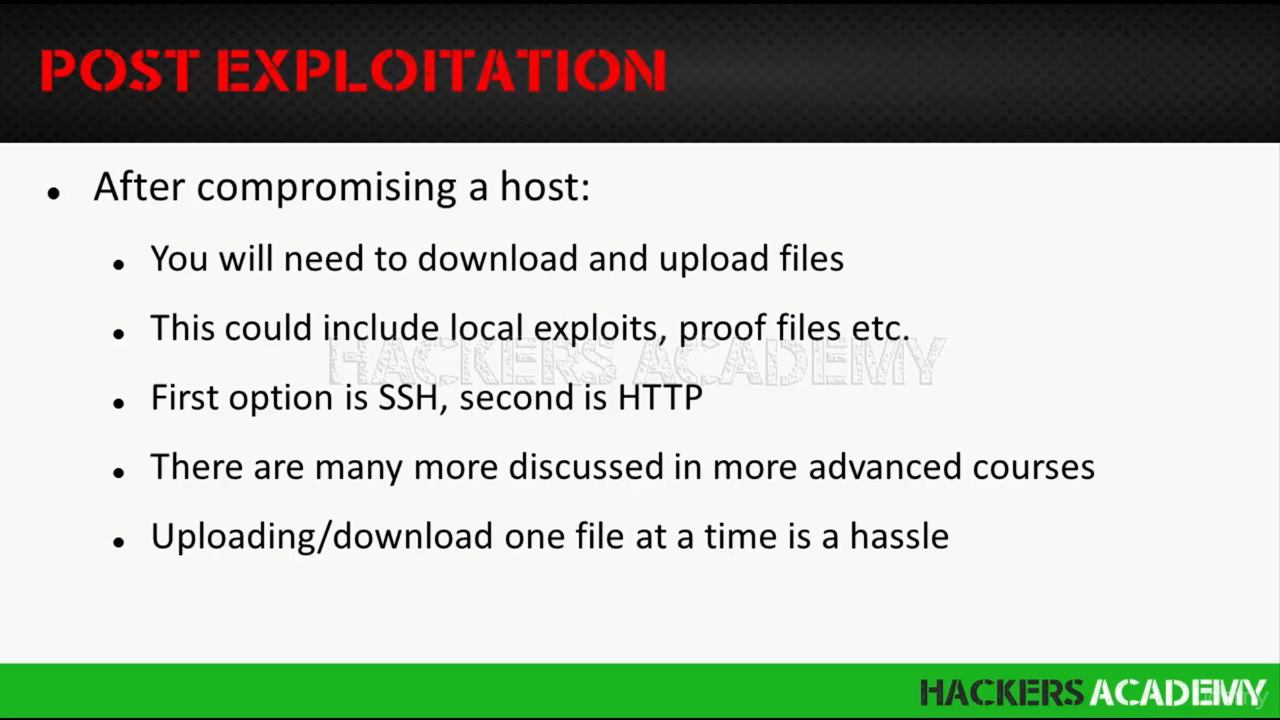 POST EXPLOITATION
After compromising a host:
You will need to download and upload files
This could include local exploits, proof files etc.
HACKERS ACADEMY
First option is SSH, second is HTTP
There are many more discussed in more advanced courses
Uploading/download one file at a time is a hassle
HACKERS ACADEMY